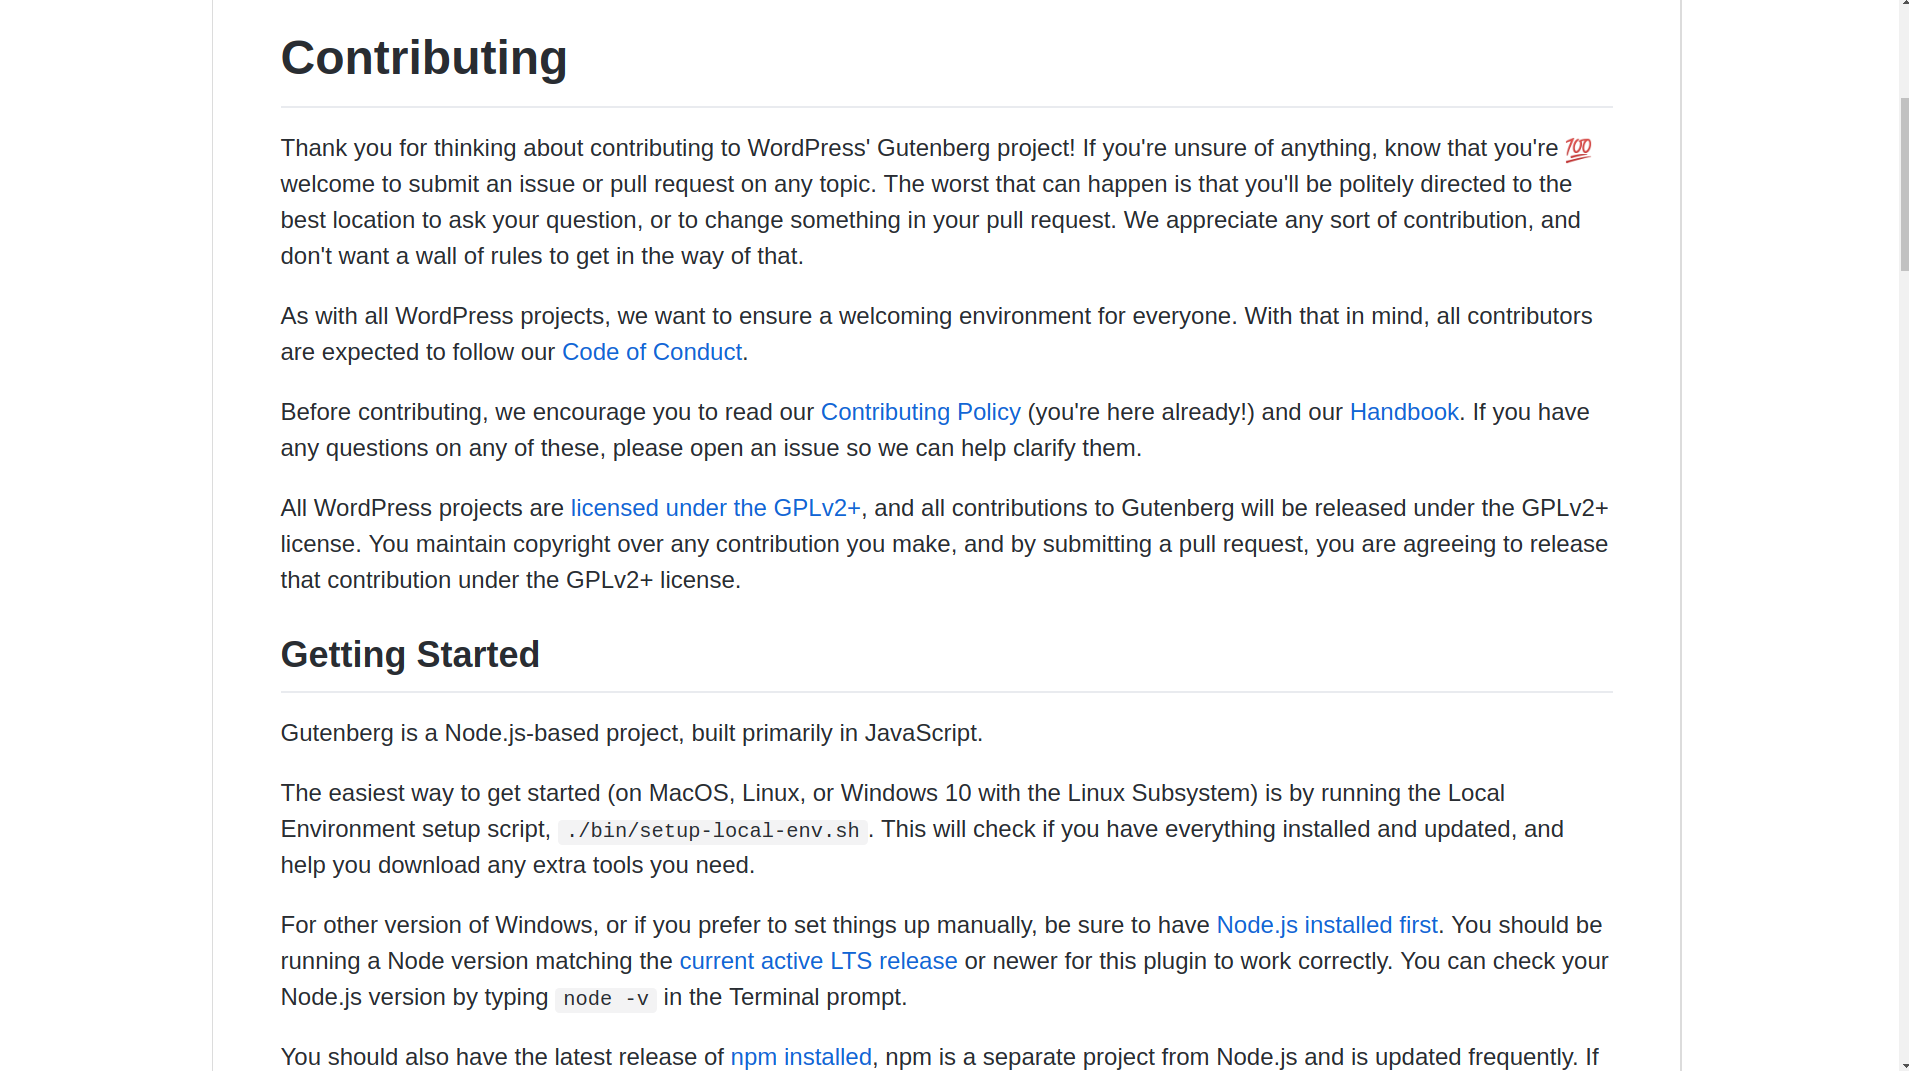 Contributing
Thank you for thinking about contributing to WordPress' Gutenberg project! If you're unsure of anything, know that you're 💯
welcome to submit an issue or pull request on any topic. The worst that can happen is that you'll be politely directed to the
best location to ask your question, or to change something in your pull request. We appreciate any sort of contribution, and
don't want a wall of rules to get in the way of that.
As with all WordPress projects, we want to ensure a welcoming environment for everyone. With that in mind, all contributors
are expected to follow our Code of Conduct.
Before contributing, we encourage you to read our Contributing Policy (you're here already!) and our Handbook. If you have
any questions on any of these, please open an issue so we can help clarify them.
All WordPress projects are licensed under the GPLv2+, and all contributions to Gutenberg will be released under the GPLv2+
license. You maintain copyright over any contribution you make, and by submitting a pull request, you are agreeing to release
that contribution under the GPLv2+ license.
Getting Started
Gutenberg is a Node.js-based project, built primarily in JavaScript.
The easiest way to get started (on MacOS, Linux, or Windows 10 with the Linux Subsystem) is by running the Local
Environment setup script, ./bin/setup-local-env.sh. This will check if you have everything installed and updated, and
help you download any extra tools you need.
For other version of Windows, or if you prefer to set things up manually, be sure to have Node.js installed first. You should be
running a Node version matching the current active LTS release or newer for this plugin to work correctly. You can check your
Node.js version by typing node -v in the Terminal prompt.
You should also have the latest release of npm installed, npm is a separate project from Node.js and is updated frequently. If